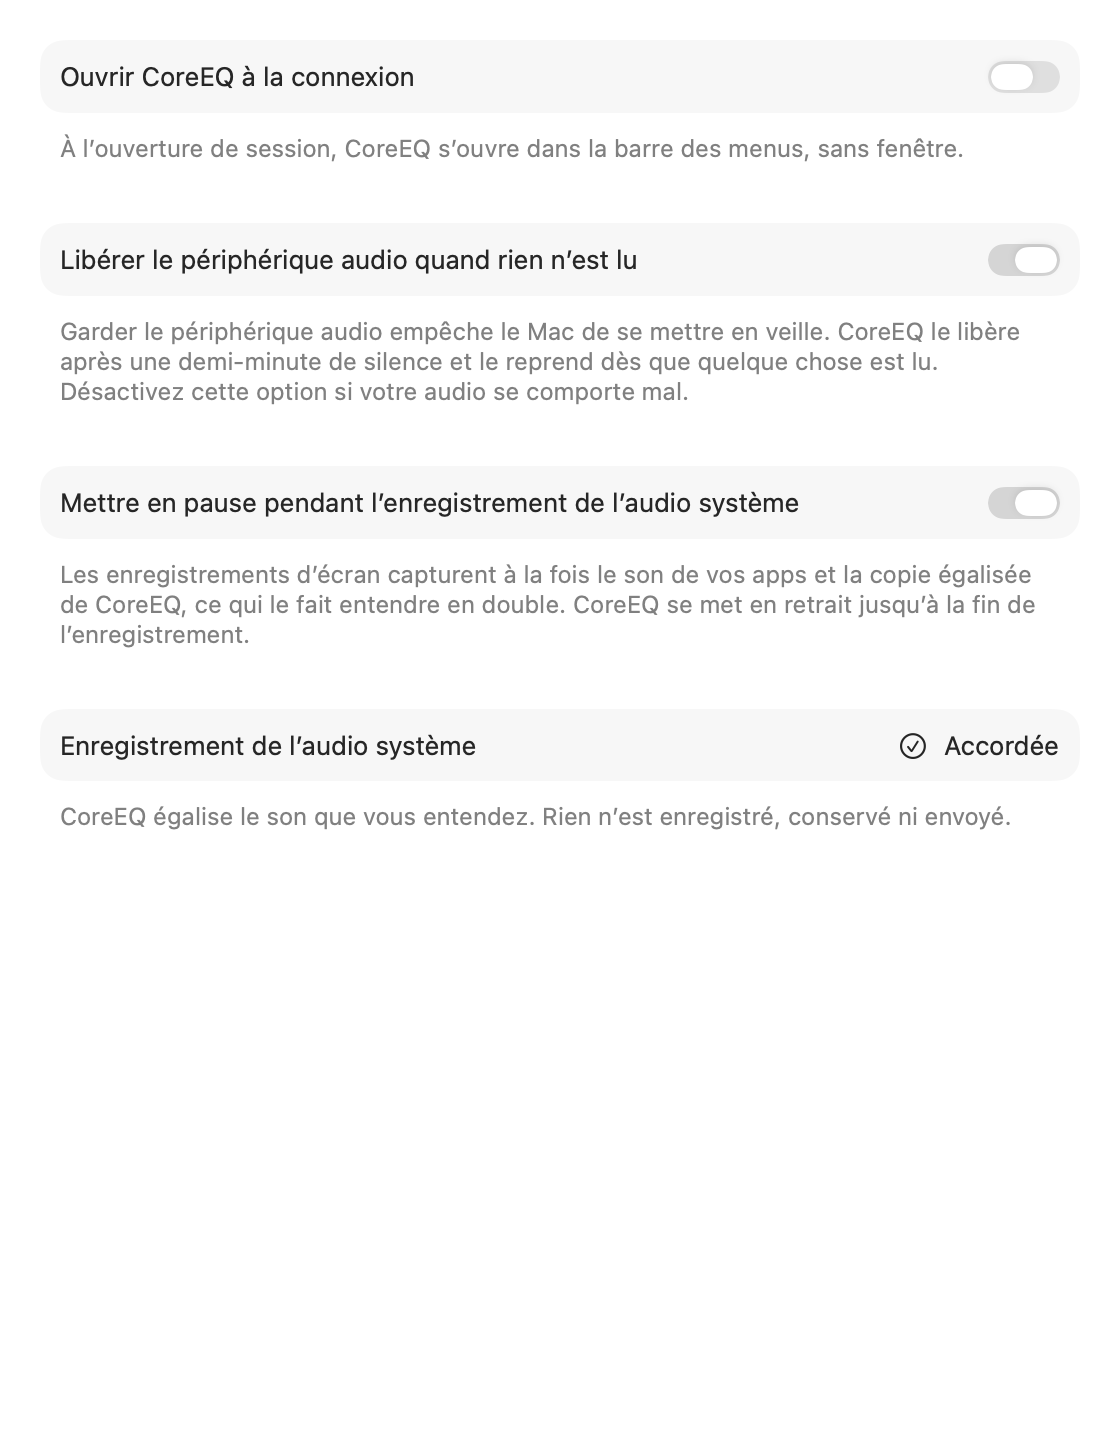 Ouvrir CoreEQ à la connexion
À l’ouverture de session, CoreEQ s’ouvre dans la barre des menus, sans fenêtre.
Libérer le périphérique audio quand rien n’est lu
Garder le périphérique audio empêche le Mac de se mettre en veille. CoreEQ le libère
après une demi-minute de silence et le reprend dès que quelque chose est lu.
Désactivez cette option si votre audio se comporte mal.
Mettre en pause pendant l’enregistrement de l’audio système
Les enregistrements d’écran capturent à la fois le son de vos apps et la copie égalisée
de CoreEQ, ce qui le fait entendre en double. CoreEQ se met en retrait jusqu’à la fin de
l’enregistrement.
Enregistrement de l’audio système Accordée
CoreEQ égalise le son que vous entendez. Rien n’est enregistré, conservé ni envoyé.